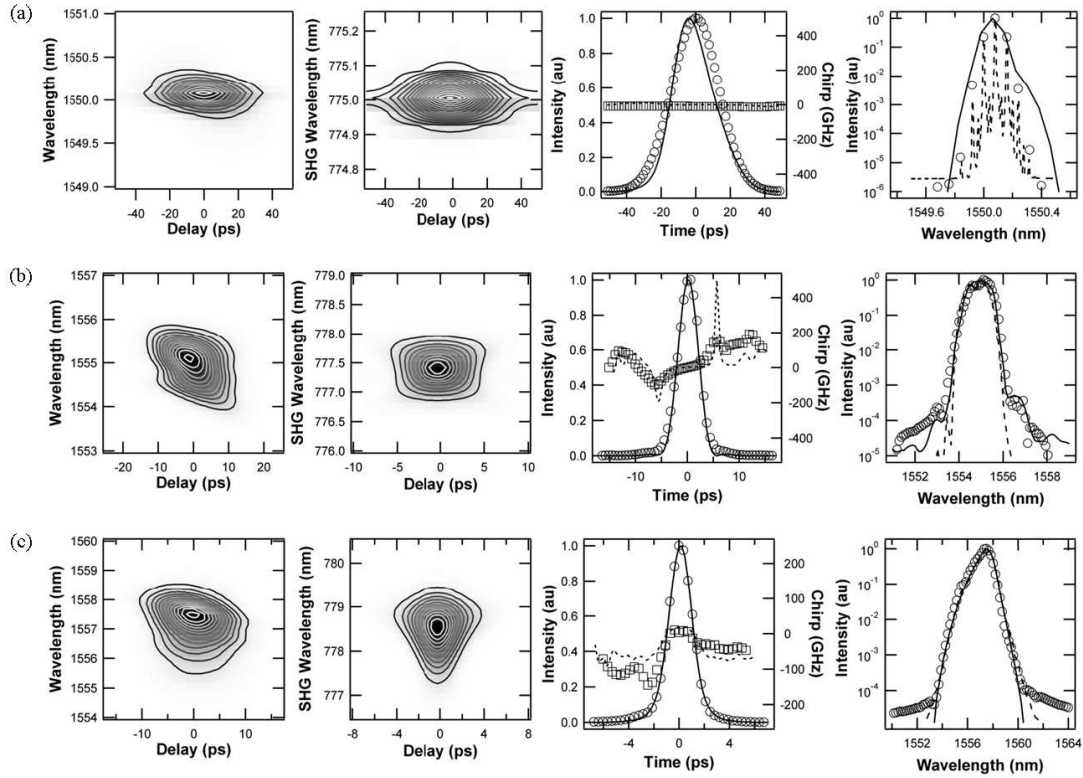 (a)
1551.0
1550.5
1550.0
1549.5
1549.0
Wavelength (nm)
-40 -20 0 20 40
Delay (ps)
775.2
775.1
775.0
774.9
774.8
SHG Wavelength (nm)
-40 -20 0 20 40
Delay (ps)
1.0
0.8
0.6
0.4
0.2
0.0
Intensity (au)
400
200
0
-200
-400
Chirp (GHz)
-40 -20 0 20 40
Time (ps)
10^0
10^-1
10^-2
10^-3
10^-4
10^-5
10^-6
Intensity (au)
1549.6 1550.0 1550.4
Wavelength (nm)
(b)
1557
1556
1555
1554
1553
Wavelength (nm)
-20 -10 0 10 20
Delay (ps)
779.0
778.0
777.0
776.0
SHG Wavelength (nm)
-10 -5 0 5 10
Delay (ps)
1.0
0.8
0.6
0.4
0.2
0.0
Intensity (au)
400
200
0
-200
-400
Chirp (GHz)
-10 0 10
Time (ps)
10^0
10^-1
10^-2
10^-3
10^-4
10^-5
Intensity (au)
1552 1554 1556 1558
Wavelength (nm)
(c)
1560
1559
1558
1557
1556
1555
1554
Wavelength (nm)
-10 0 10 20
Delay (ps)
780
779
778
777
SHG Wavelength (nm)
-8 -4 0 4 8
Delay (ps)
1.0
0.8
0.6
0.4
0.2
0.0
Intensity (au)
200
100
0
-100
-200
Chirp (GHz)
-4 0 4
Time (ps)
10^0
10^-1
10^-2
10^-3
10^-4
Intensity (au)
1552 1556 1560 1564
Wavelength (nm)